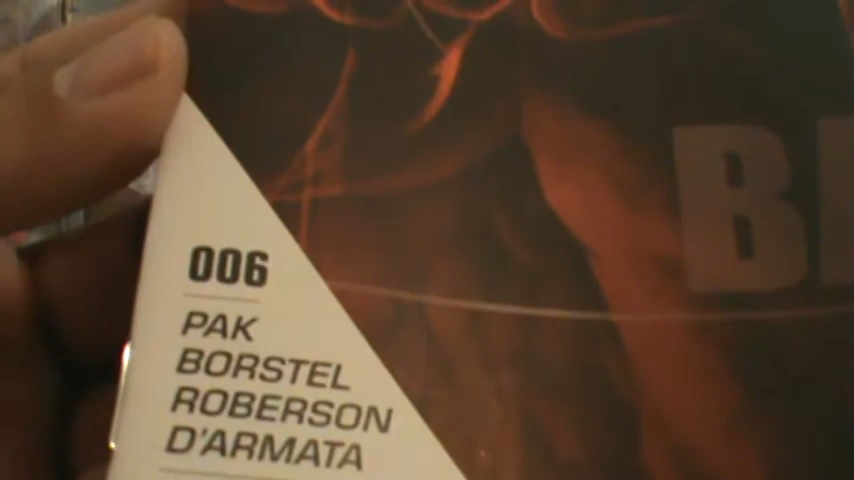 006
PAK
BORSTEL
ROBERSON
D'ARMATA